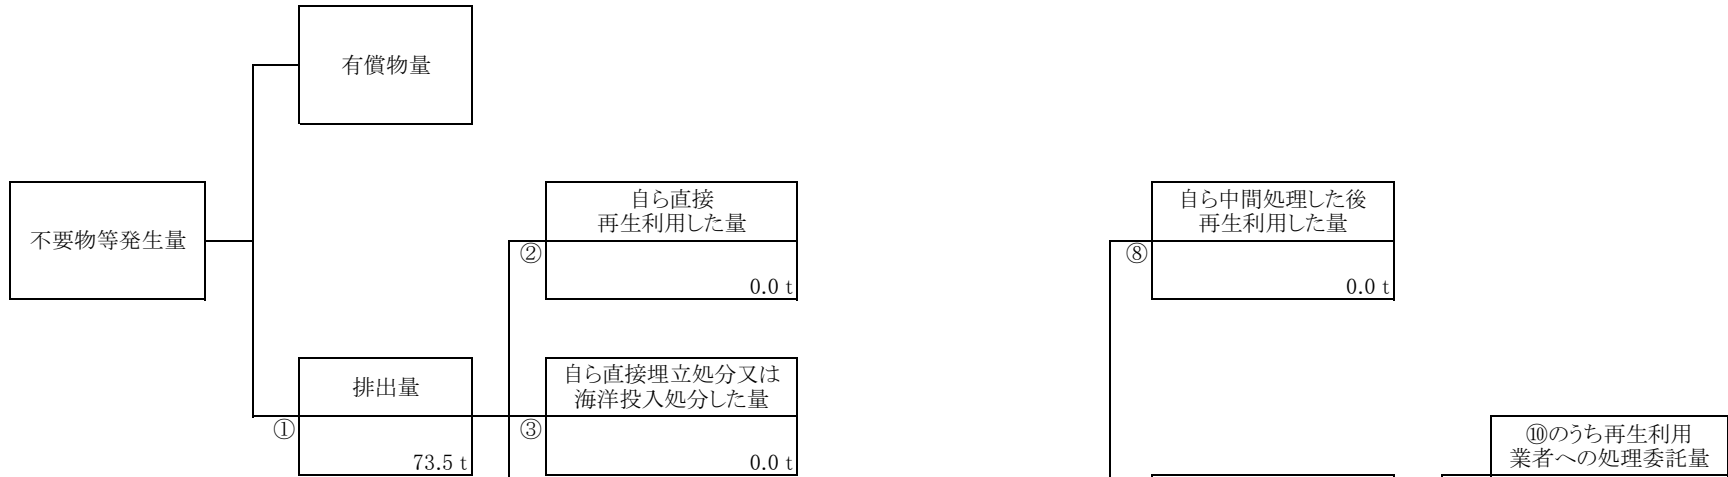 有償物量
不要物等発生量
自ら直接
再生利用した量
②
0.0 t
自ら中間処理した後
再生利用した量
⑧
0.0 t
排出量
①
73.5 t
自ら直接埋立処分又は
海洋投入処分した量
③
0.0 t
⑩のうち再生利用
業者への処理委託量